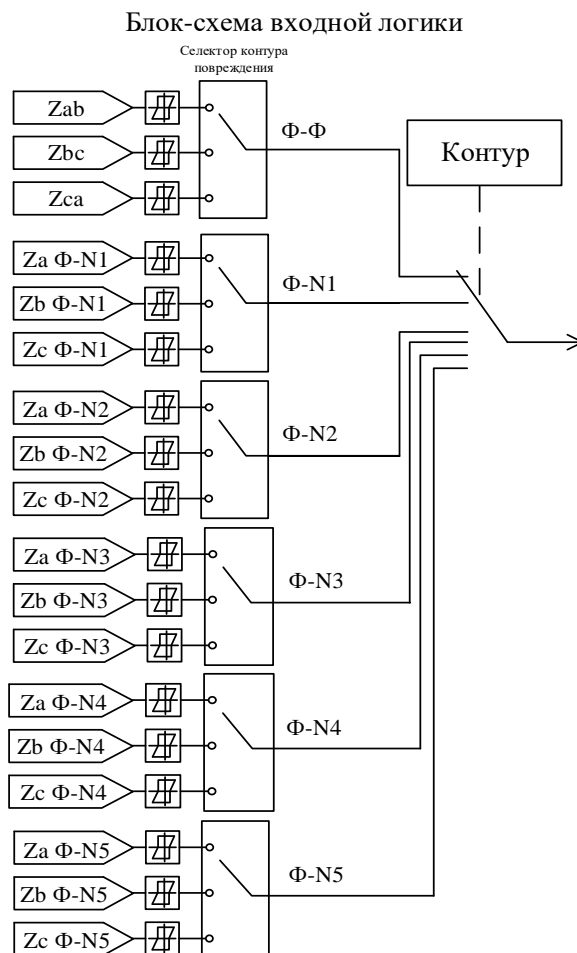 Блок-схема входной логики
Селектор контура
повреждения
Zab
Zbc
Zca
Ф-Ф
Контур
Za Ф-N1
Zb Ф-N1
Zc Ф-N1
Ф-N1
Za Ф-N2
Zb Ф-N2
Zc Ф-N2
Ф-N2
Za Ф-N3
Zb Ф-N3
Zc Ф-N3
Ф-N3
Za Ф-N4
Zb Ф-N4
Zc Ф-N4
Ф-N4
Za Ф-N5
Zb Ф-N5
Zc Ф-N5
Ф-N5